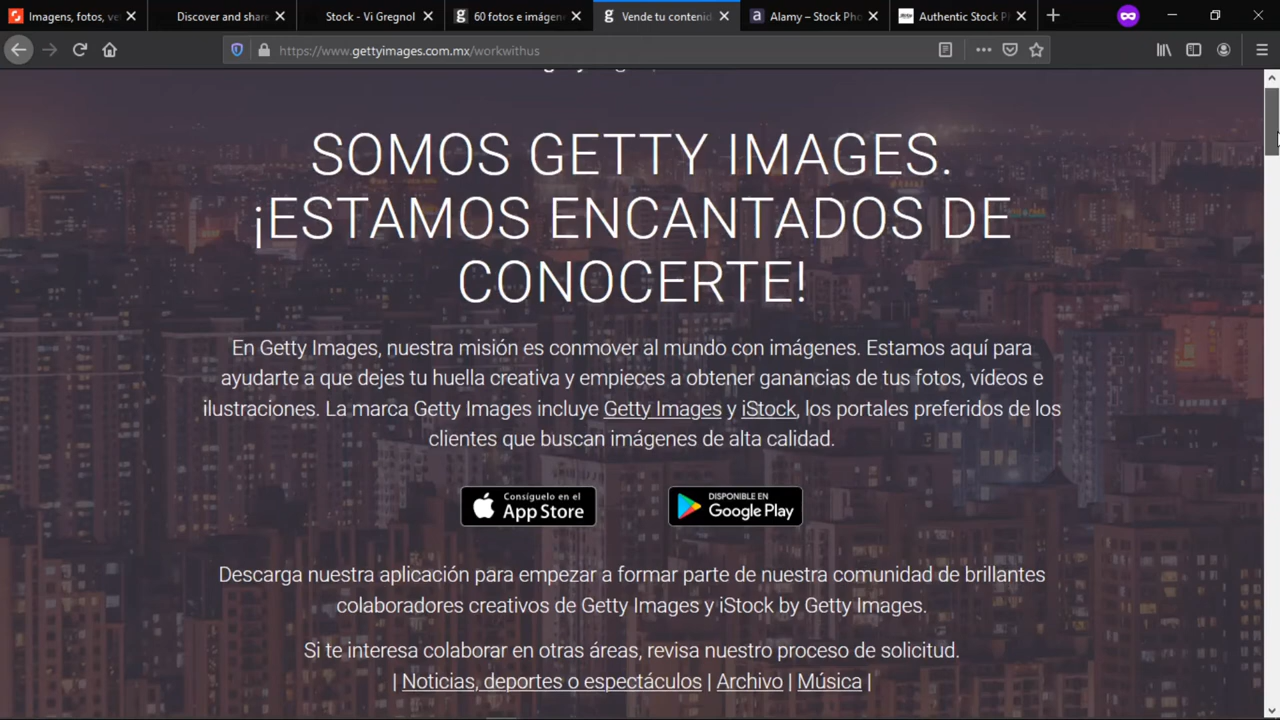 Imagens, fotos, ve
Discover and share
Stock - Vi Gregnol
60 fotos e imágen
Vende tu contenid
Alamy – Stock Pho
Authentic Stock P
https://www.gettyimages.com.mx/workwithus
SOMOS GETTY IMAGES.
¡ESTAMOS ENCANTADOS DE
CONOCERTE!
En Getty Images, nuestra misión es conmover al mundo con imágenes. Estamos aquí para
ayudarte a que dejes tu huella creativa y empieces a obtener ganancias de tus fotos, vídeos e
ilustraciones. La marca Getty Images incluye Getty Images y iStock, los portales preferidos de los
clientes que buscan imágenes de alta calidad.
Consíguelo en el
App Store
DISPONIBLE EN
Google Play
Descarga nuestra aplicación para empezar a formar parte de nuestra comunidad de brillantes
colaboradores creativos de Getty Images y iStock by Getty Images.
Si te interesa colaborar en otras áreas, revisa nuestro proceso de solicitud.
| Noticias, deportes o espectáculos | Archivo | Música |